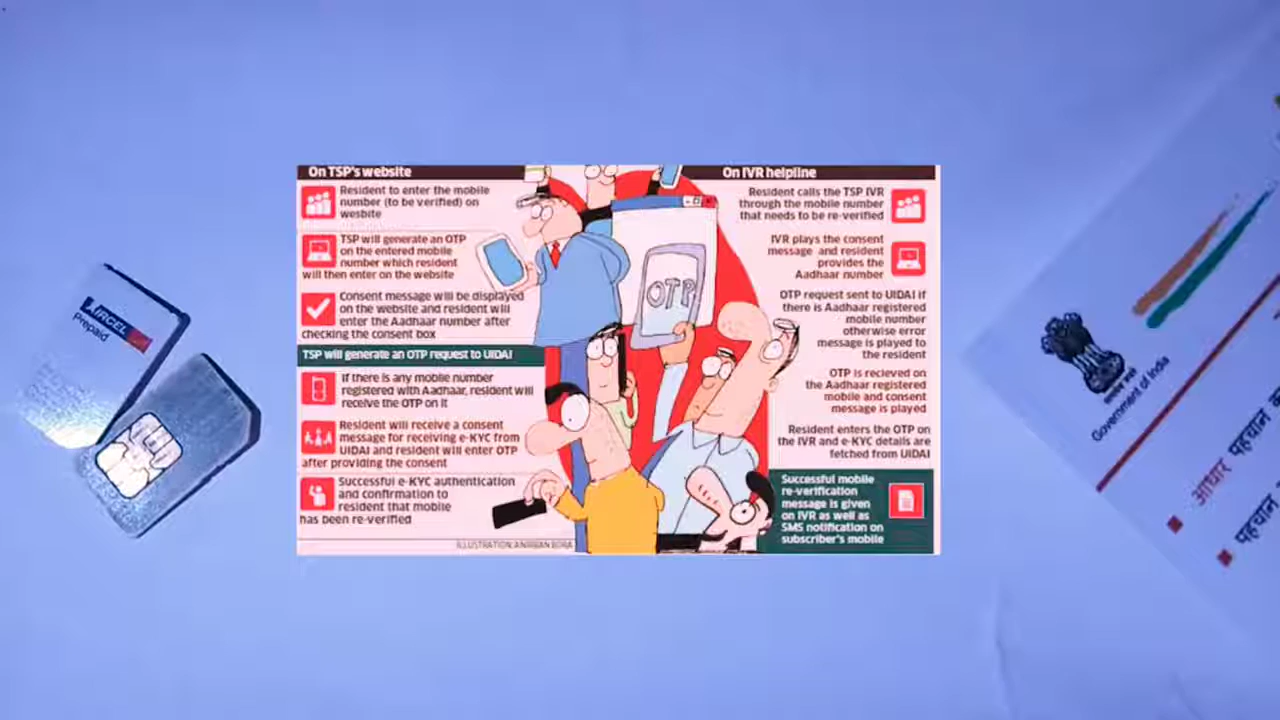 On TSP's website
Resident to enter the mobile
number (to be verified) on
wesbite
TSP will generate an OTP
on the entered mobile
number which resident
will then enter on the website
Consent message will be displayed
on the website and resident will
enter the Aadhaar number after
checking the consent box
TSP will generate an OTP request to UIDAI
If there is any mobile number
registered with Aadhaar, resident will
receive the OTP on it
Resident will receive a consent
message for receiving e-KYC from
UIDAI and resident will enter OTP
after providing the consent
Successful e-KYC authentication
and confirmation to
resident that mobile
has been re-verified
ILLUSTRATION: ANIRBAN BORA
OTP
On IVR helpline
Resident calls the TSP IVR
through the mobile number
that needs to be re-verified
IVR plays the consent
message and resident
provides the
Aadhaar number
OTP request sent to UIDAI if
there is Aadhaar registered
mobile number
otherwise error
message is played to
the resident
OTP is recieved on
the Aadhaar registered
mobile and consent
message is played
Resident enters the OTP on
the IVR and e-KYC details are
fetched from UIDAI
Successful mobile
re-verification
message is given
on IVR as well as
SMS notification on
subscriber's mobile
AIRCEL
Prepaid
Government of India
आधार पहचान
पहचान